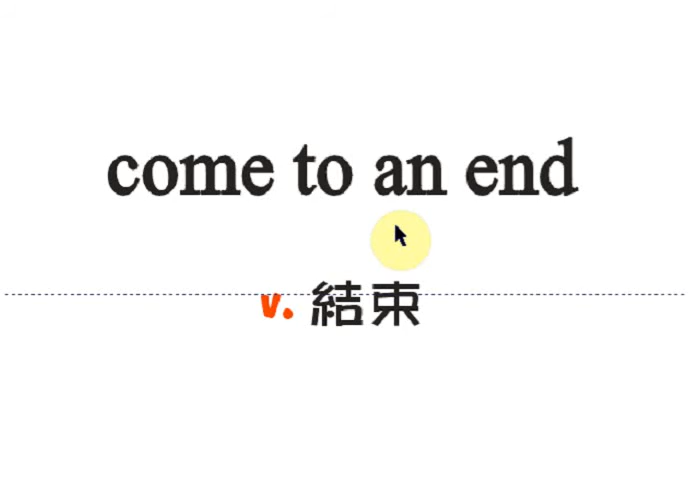 come to an end
v. 結束